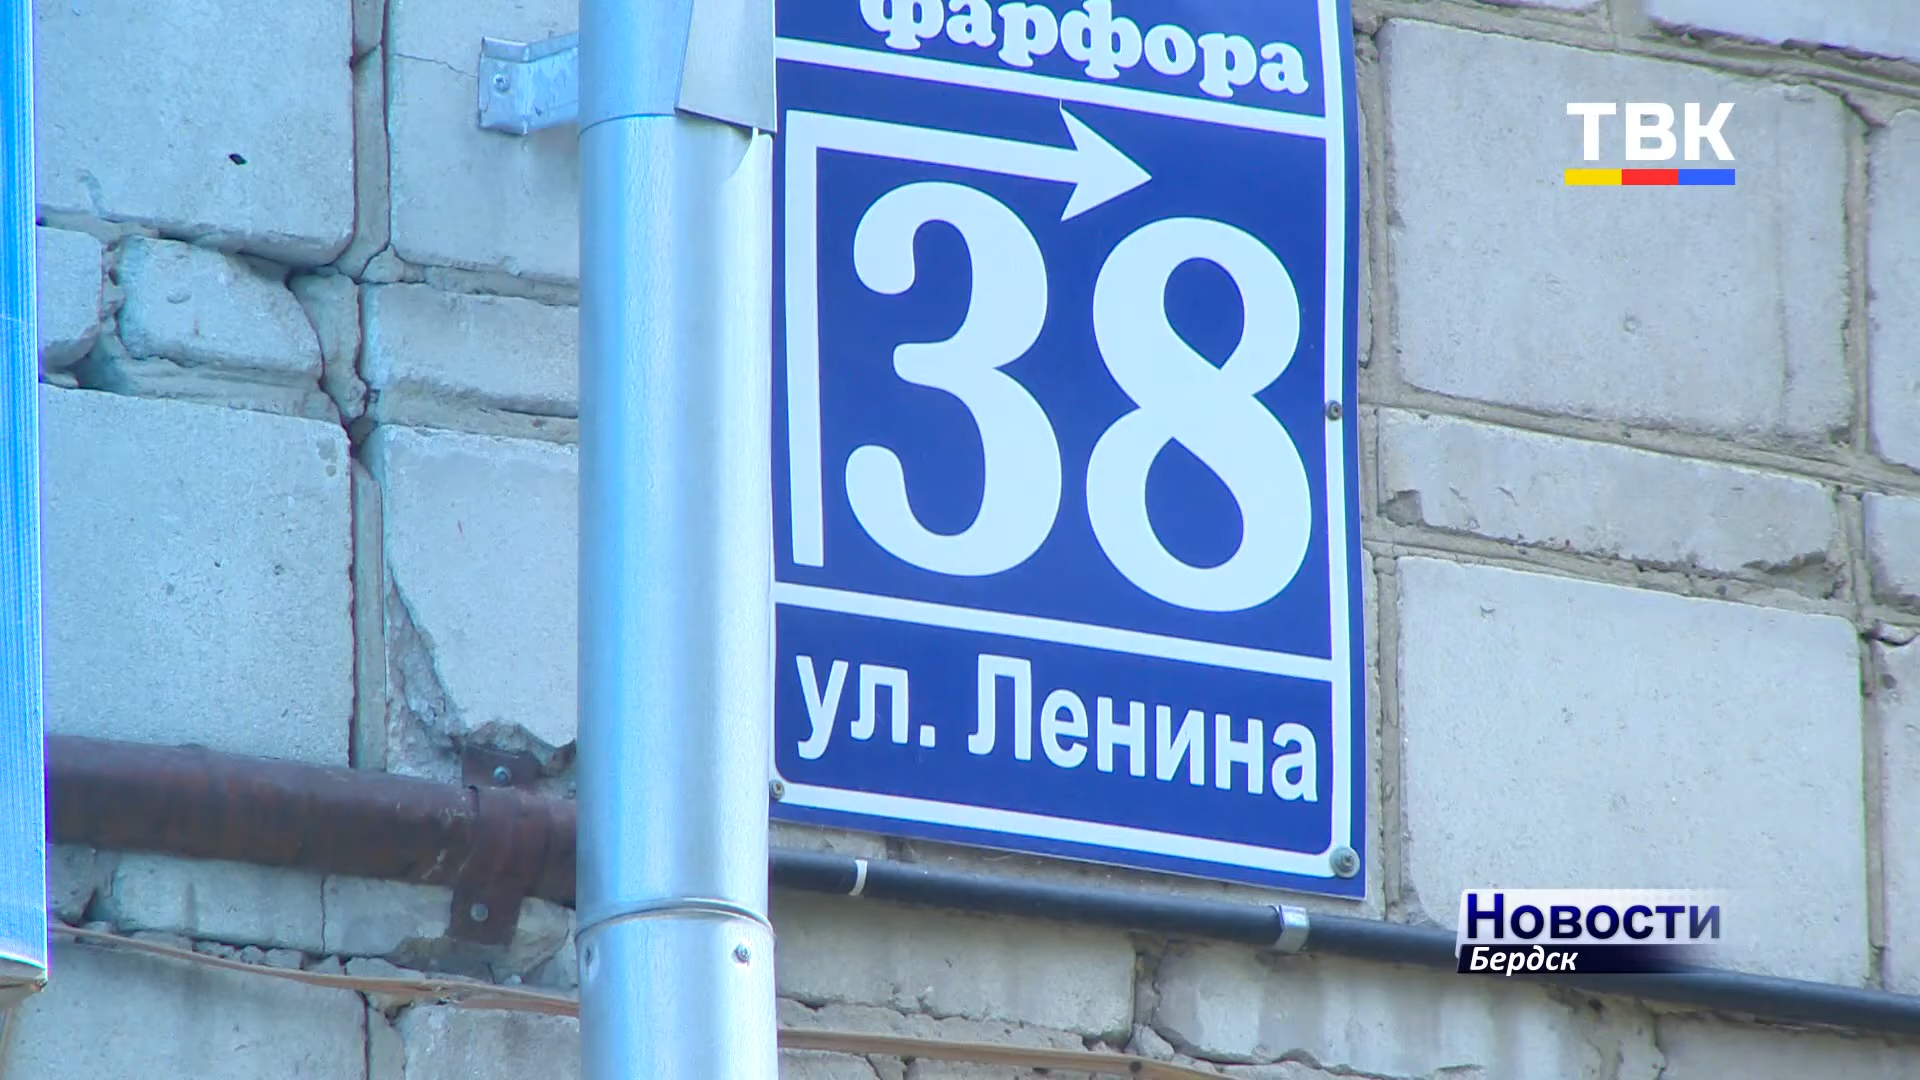 фарфора
38
ул. Ленина
ТВК
Новости
Бердск